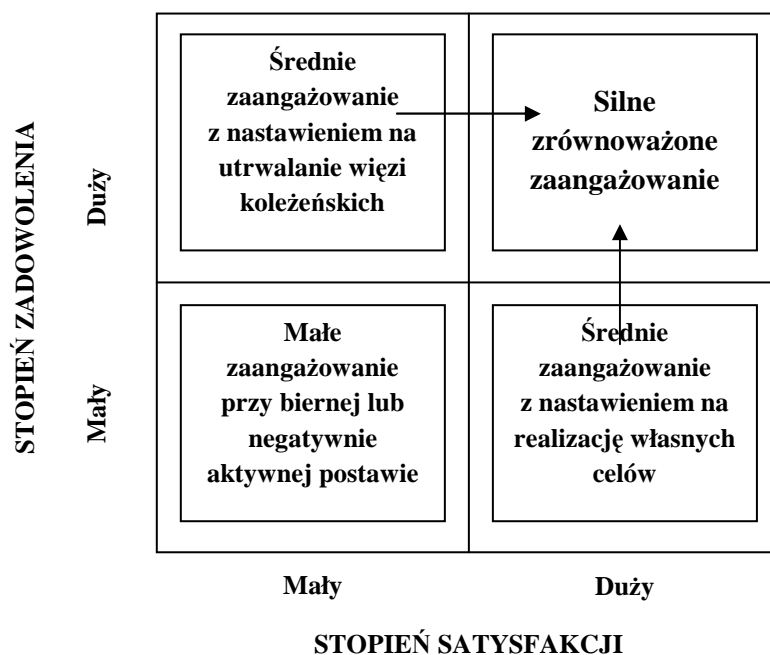 STOPIEŃ ZADOWOLENIA
Duży
Mały
Średnie
zaangażowanie
z nastawieniem na
utrwalanie więzi
koleżeńskich
Silne
zrównoważone
zaangażowanie
Małe
zaangażowanie
przy biernej lub
negatywnie
aktywnej postawie
Średnie
zaangażowanie
z nastawieniem na
realizację własnych
celów
Mały
Duży
STOPIEŃ SATYSFAKCJI